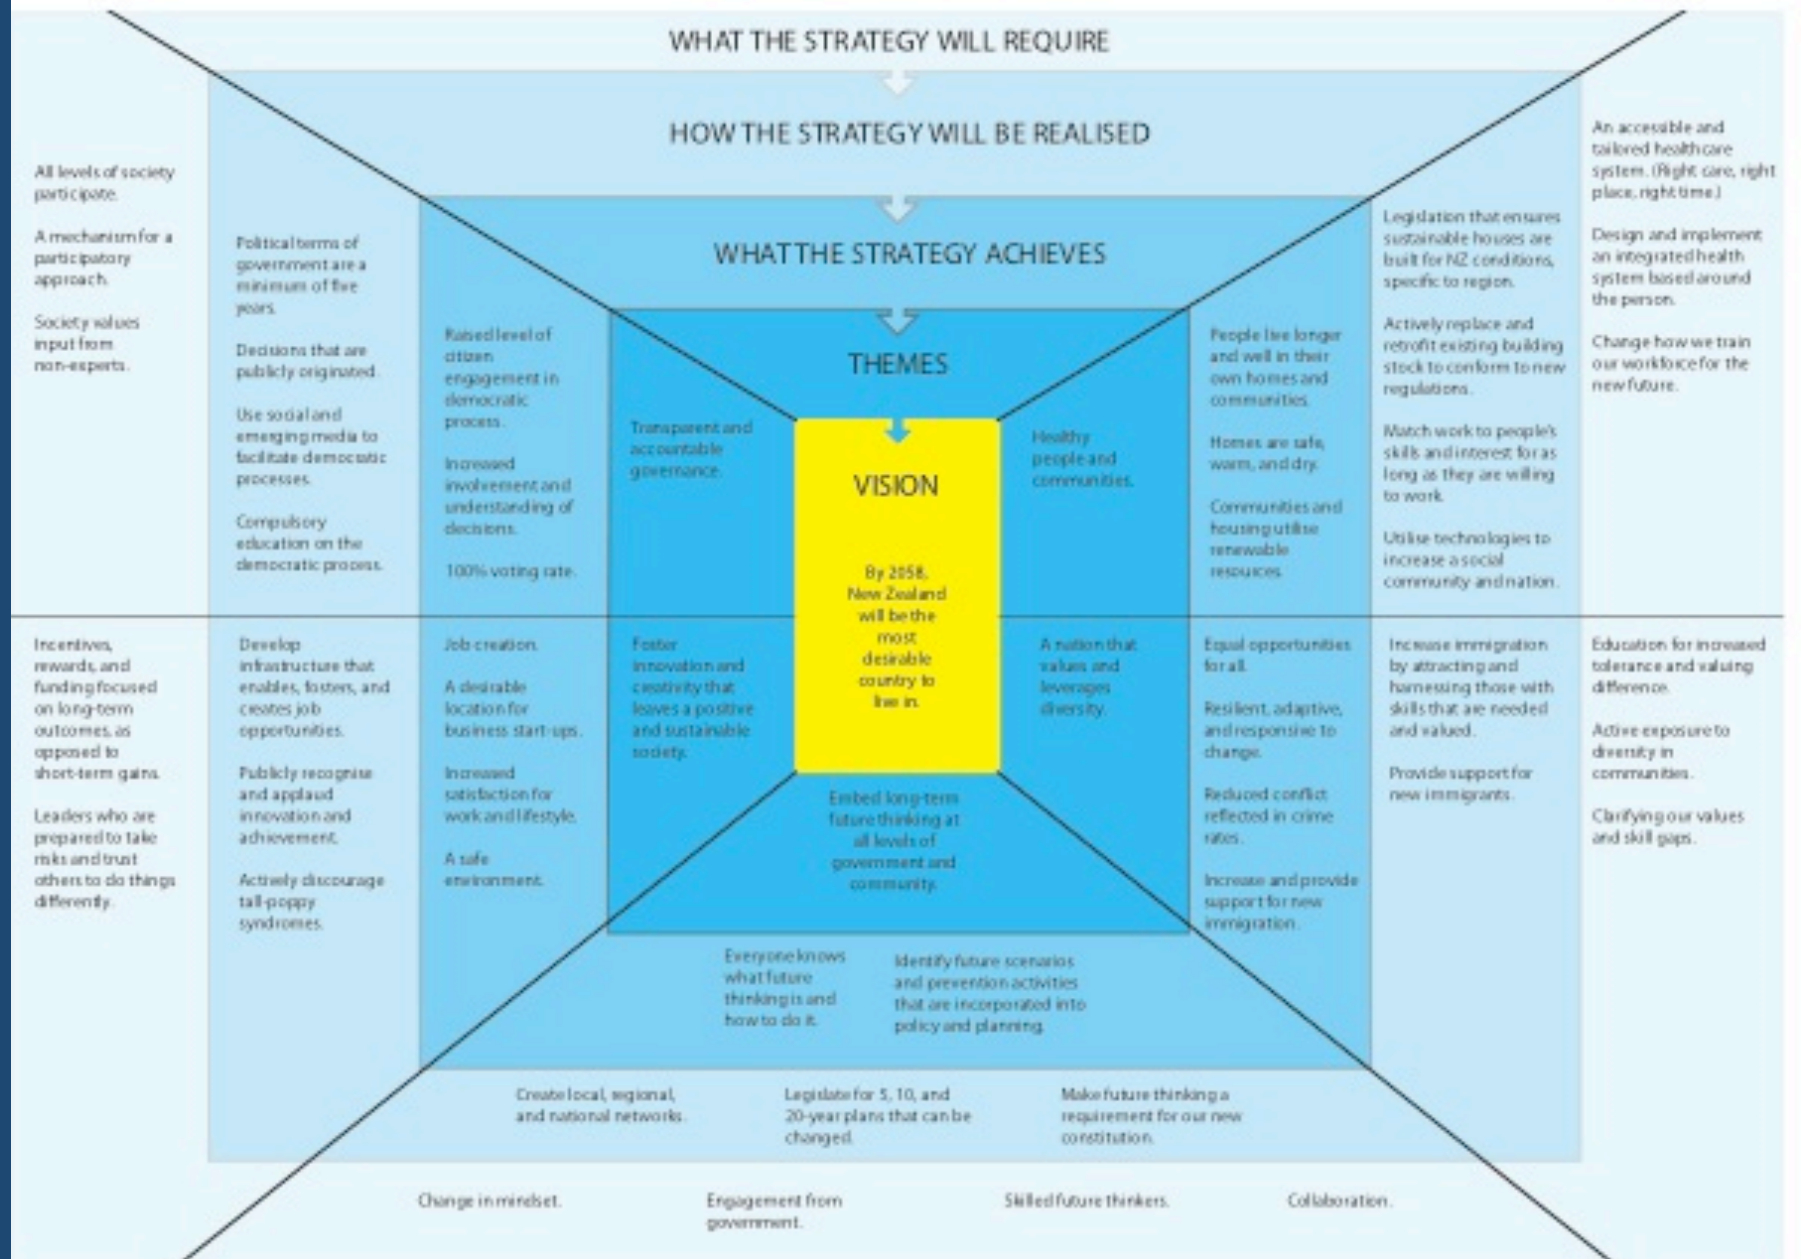 WHAT THE STRATEGY WILL REQUIRE
HOW THE STRATEGY WILL BE REALISED
WHAT THE STRATEGY ACHIEVES
THEMES
VISION
By 2058,
New Zealand
will be the
most
desirable
country to
live in.
All levels of society
participate.
A mechanism for a
participatory
approach.
Society values
input from
non-experts.
Political terms of
government are a
minimum of five
years.
Decisions that are
publicly originated.
Use social and
emerging media to
facilitate democratic
processes.
Compulsory
education on the
democratic process.
Raised level of
citizen
engagement in
democratic
process.
Increased
involvement and
understanding of
decisions.
100% voting rate.
Transparent and
accountable
governance.
Healthy
people and
communities.
People live longer
and well in their
own homes and
communities.
Homes are safe,
warm, and dry.
Communities and
housing utilise
renewable
resources.
Legislation that ensures
sustainable houses are
built for NZ conditions,
specific to region.
Actively replace and
retrofit existing building
stock to conform to new
regulations.
Match work to people's
skills and interest for as
long as they are willing
to work.
Utilise technologies to
increase a social
community and nation.
An accessible and
tailored healthcare
system. (Right care, right
place, right time.)
Design and implement
an integrated health
system based around
the person.
Change how we train
our workforce for the
new future.
Incentives,
rewards, and
funding focused
on long-term
outcomes, as
opposed to
short-term gains.
Leaders who are
prepared to take
risks and trust
others to do things
differently.
Develop
infrastructure that
enables, fosters, and
creates job
opportunities.
Publicly recognise
and applaud
innovation and
achievement.
Actively discourage
tall-poppy
syndromes.
Job creation.
A desirable
location for
business start-ups.
Increased
satisfaction for
work and lifestyle.
A safe
environment.
Foster
innovation and
creativity that
leaves a positive
and sustainable
society.
A nation that
values and
leverages
diversity.
Equal opportunities
for all.
Resilient, adaptive,
and responsive to
change.
Reduced conflict
reflected in crime
rates.
Increase and provide
support for new
immigration.
Increase immigration
by attracting and
harnessing those with
skills that are needed
and valued.
Provide support for
new immigrants.
Education for increased
tolerance and valuing
difference.
Active exposure to
diversity in
communities.
Clarifying our values
and skill gaps.
Embed long-term
future thinking at
all levels of
government and
community.
Everyone knows
what future
thinking is and
how to do it.
Identify future scenarios
and prevention activities
that are incorporated into
policy and planning.
Create local, regional,
and national networks.
Legislate for 5, 10, and
20-year plans that can be
changed.
Make future thinking a
requirement for our new
constitution.
Change in mindset.
Engagement from
government.
Skilled future thinkers.
Collaboration.